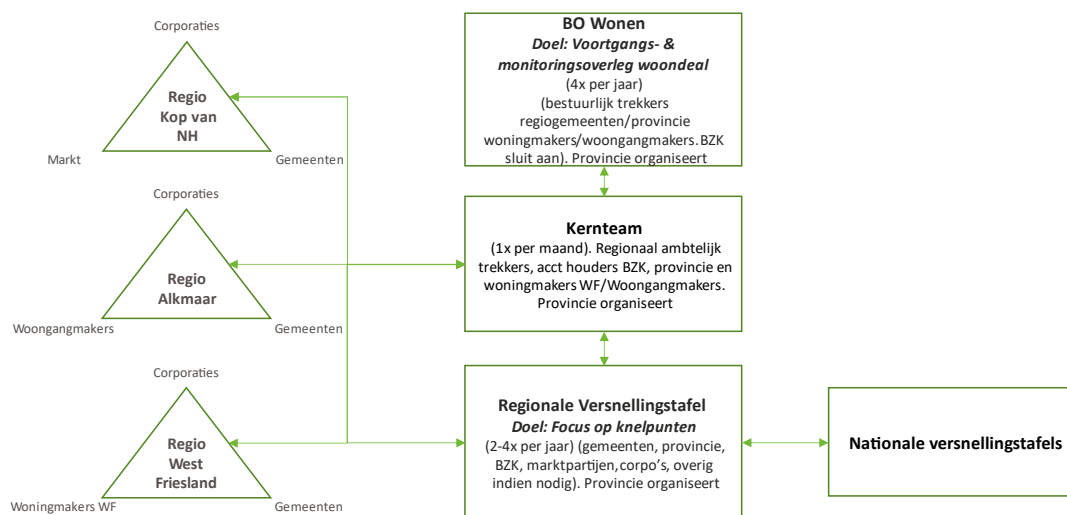 Corporaties
Regio
Kop van
NH
Markt
Gemeenten
Corporaties
Regio
Alkmaar
Woongangmakers
Gemeenten
Corporaties
Regio
West
Friesland
Woningmakers WF
Gemeenten
BO Wonen
Doel: Voortgangs- &
monitoringsoverleg woondeal
(4x per jaar)
(bestuurlijk trekkers
regiogemeenten/provincie
woningmakers/woongangmakers. BZK
sluit aan). Provincie organiseert
Kernteam
(1x per maand). Regionaal ambtelijk
trekkers, acct houders BZK, provincie en
woningmakers WF/Woongangmakers.
Provincie organiseert
Regionale Versnellingstafel
Doel: Focus op knelpunten
(2-4x per jaar) (gemeenten, provincie,
BZK, marktpartijen, corpo's, overig
indien nodig). Provincie organiseert
Nationale versnellingstafels